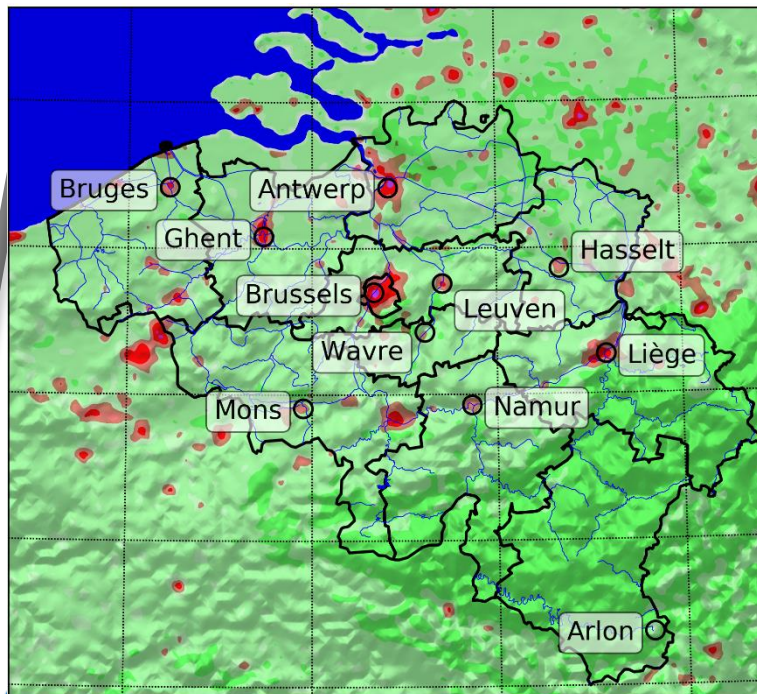 Bruges
Antwerp
Ghent
Hasselt
Brussels
Leuven
Wavre
Liège
Mons
Namur
Arlon